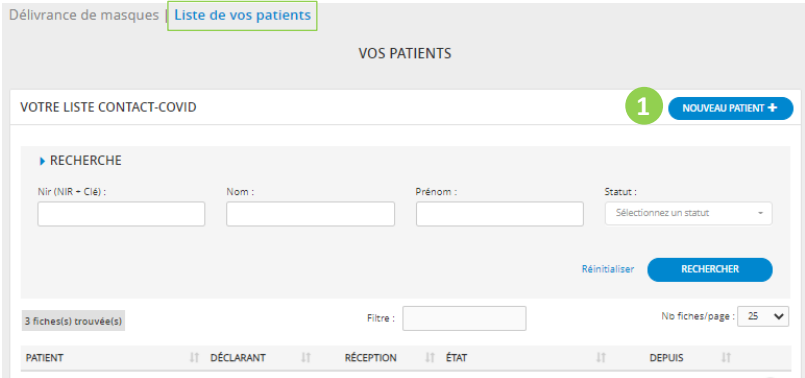 Délivrance de masques | Liste de vos patients
VOS PATIENTS
VOTRE LISTE CONTACT-COVID
1 NOUVEAU PATIENT +
RECHERCHE
Nir (NIR + Clé) : Nom : Prénom : Statut :
Sélectionnez un statut
Réinitialiser RECHERCHER
3 fiches(s) trouvée(s) Filtre : No fiches/page : 25
PATIENT DÉCLARANT RÉCEPTION ÉTAT DEPUIS